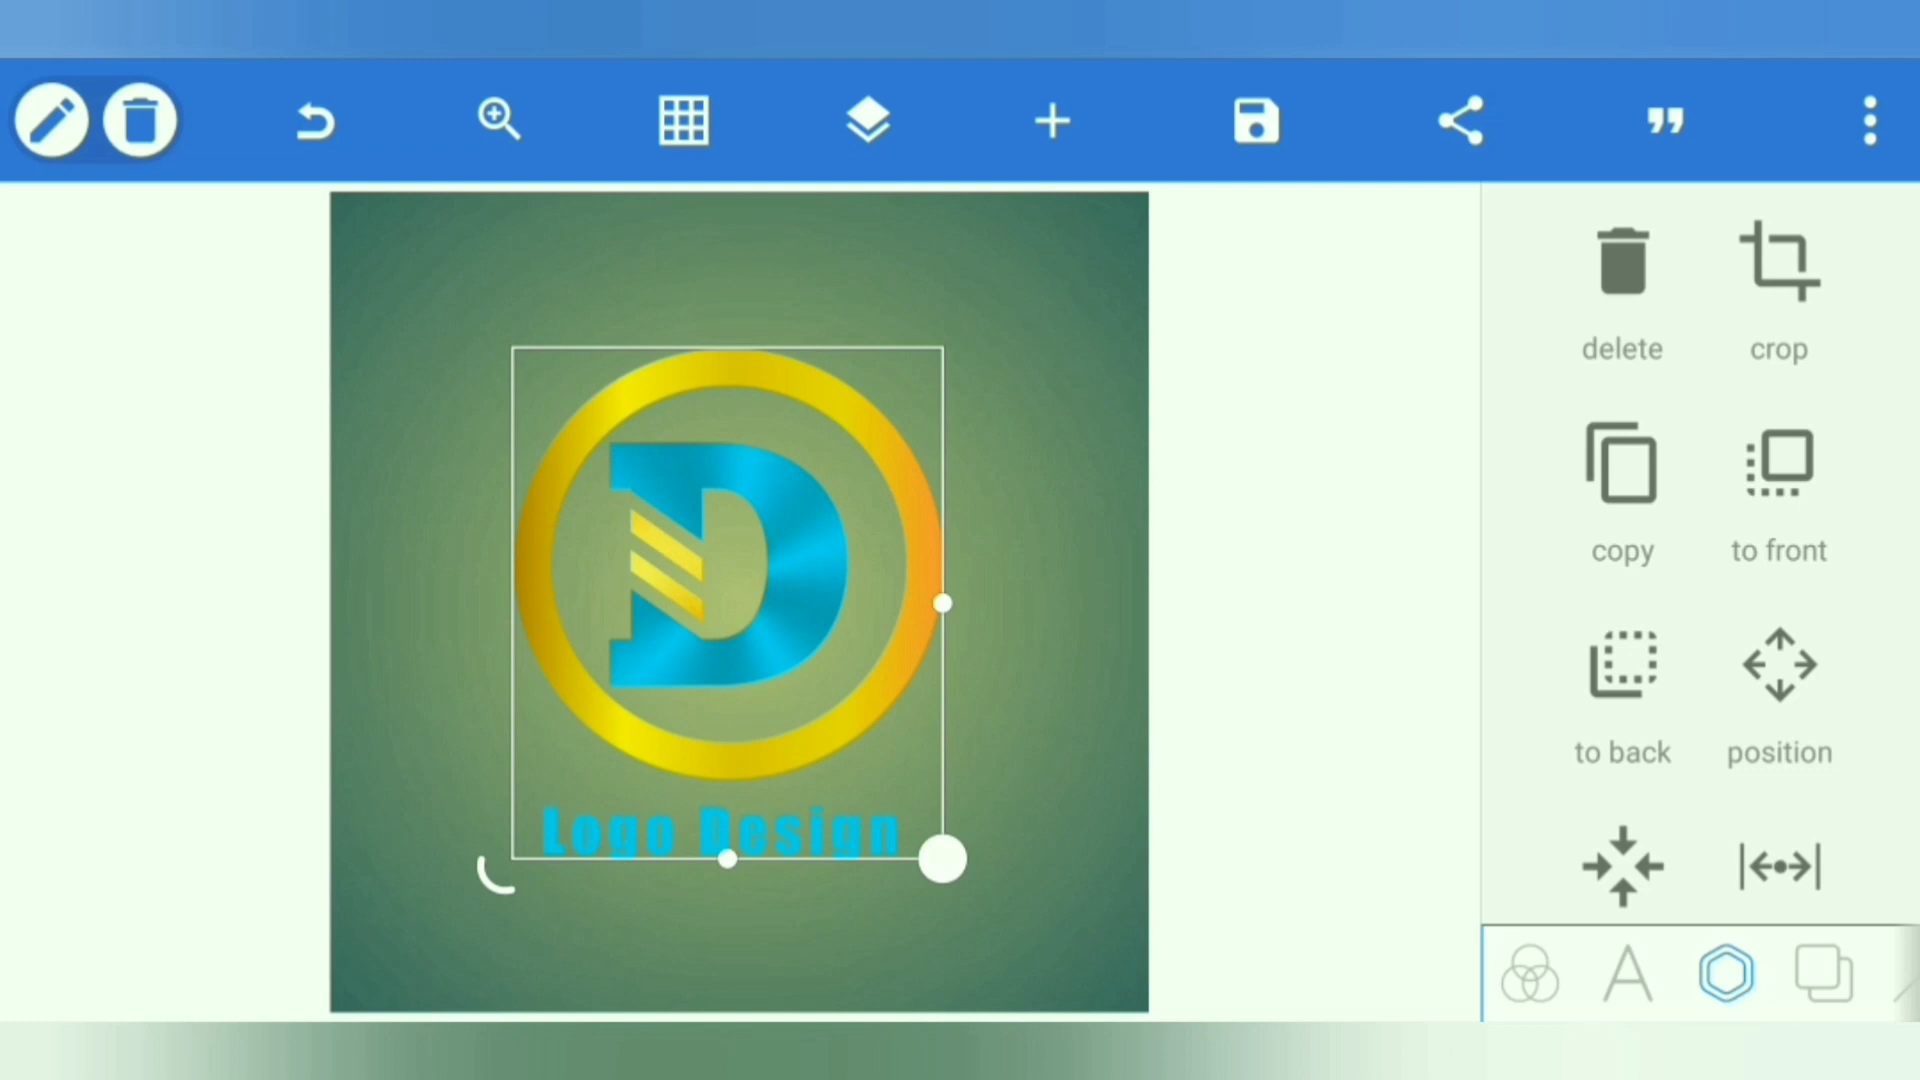 delete
crop
D
Logo Design
copy
to front
to back
position